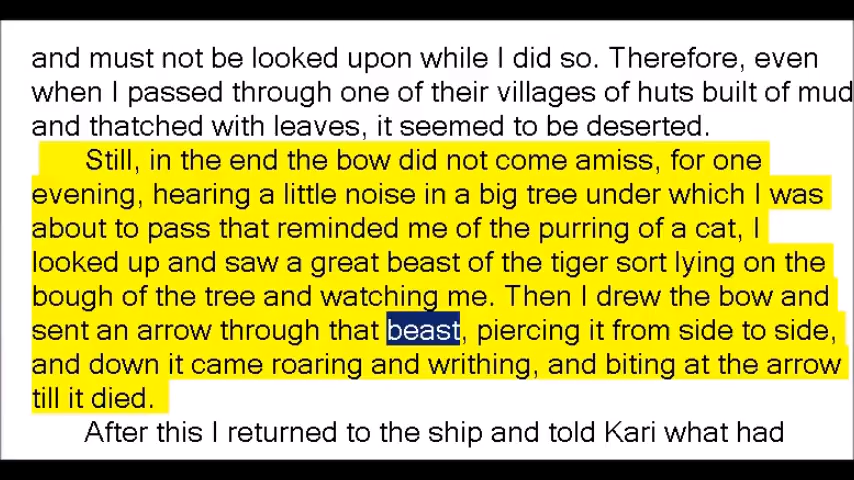 and must not be looked upon while I did so. Therefore, even
when I passed through one of their villages of huts built of mud
and thatched with leaves, it seemed to be deserted.
Still, in the end the bow did not come amiss, for one
evening, hearing a little noise in a big tree under which I was
about to pass that reminded me of the purring of a cat, I
looked up and saw a great beast of the tiger sort lying on the
bough of the tree and watching me. Then I drew the bow and
sent an arrow through that beast, piercing it from side to side,
and down it came roaring and writhing, and biting at the arrow
till it died.
After this I returned to the ship and told Kari what had